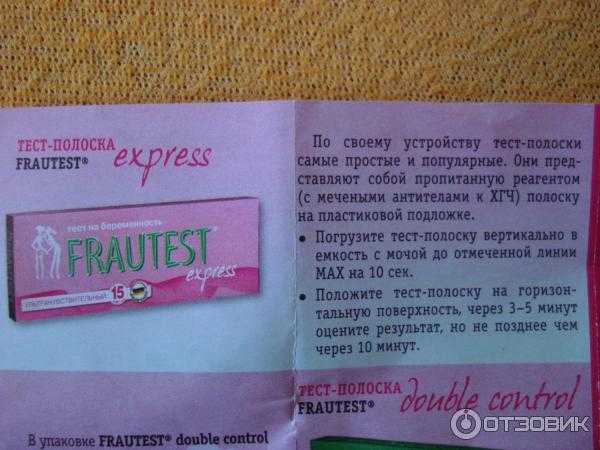 ТЕСТ-ПОЛОСКА
FRAUTEST® express
тест на беременность
FRAUTEST®
express
УЛЬТРАЧУВСТВИТЕЛЬНЫЙ 15
По своему устройству тест-полоски
самые простые и популярные. Они пред-
ставляют собой пропитанную реагентом
(с мечеными антителами к ХГЧ) полоску
на пластиковой подложке.
• Погрузите тест-полоску вертикально в
емкость с мочой до отмеченной линии
MAX на 10 сек.
• Положите тест-полоску на горизон-
тальную поверхность, через 3–5 минут
оцените результат, но не позднее чем
через 10 минут.
В упаковке FRAUTEST® double control
ТЕСТ-ПОЛОСКА
FRAUTEST® double control
ОТЗОВИК